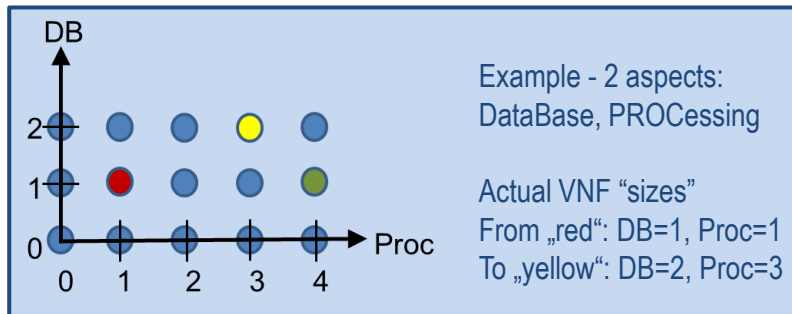 DB
2
1
0
Proc
0 1 2 3 4
Example - 2 aspects:
DataBase, PROCessing
Actual VNF “sizes”
From „red“: DB=1, Proc=1
To „yellow“: DB=2, Proc=3